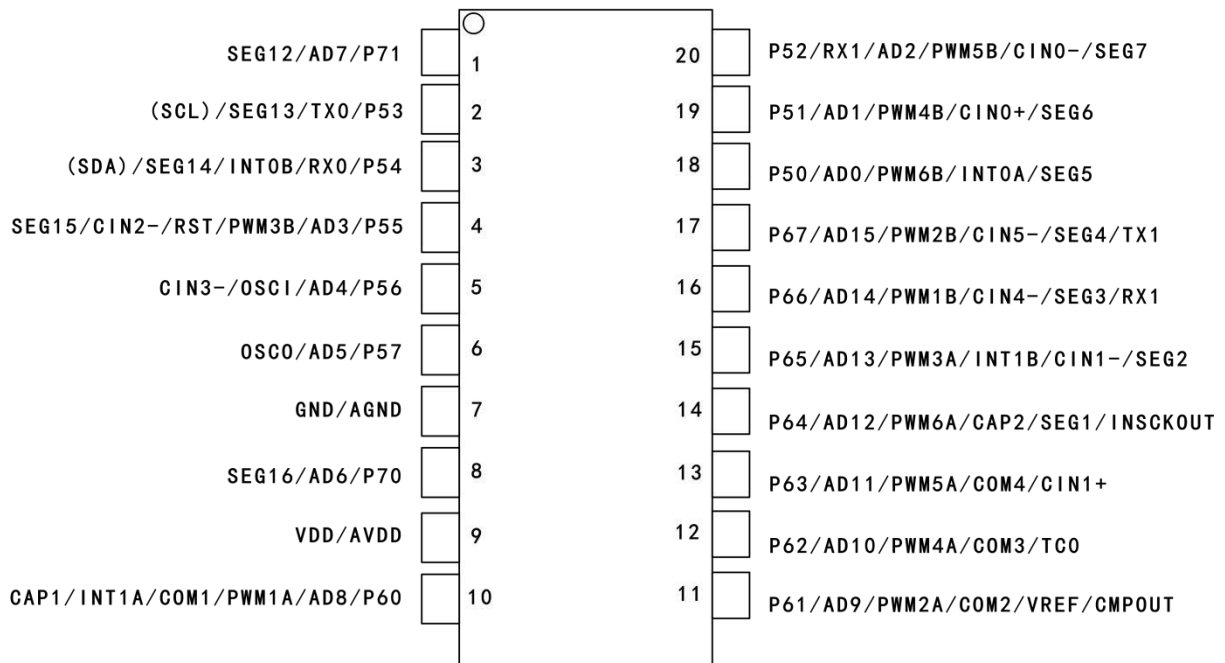 SEG12/AD7/P71 1 20 P52/RX1/AD2/PWM5B/CIN0-/SEG7
(SCL)/SEG13/TX0/P53 2 19 P51/AD1/PWM4B/CIN0+/SEG6
(SDA)/SEG14/INT0B/RX0/P54 3 18 P50/AD0/PWM6B/INT0A/SEG5
SEG15/CIN2-/RST/PWM3B/AD3/P55 4 17 P67/AD15/PWM2B/CIN5-/SEG4/TX1
CIN3-/OSCI/AD4/P56 5 16 P66/AD14/PWM1B/CIN4-/SEG3/RX1
OSCO/AD5/P57 6 15 P65/AD13/PWM3A/INT1B/CIN1-/SEG2
GND/AGND 7 14 P64/AD12/PWM6A/CAP2/SEG1/INSCKOUT
SEG16/AD6/P70 8 13 P63/AD11/PWM5A/COM4/CIN1+
VDD/AVDD 9 12 P62/AD10/PWM4A/COM3/TC0
CAP1/INT1A/COM1/PWM1A/AD8/P60 10 11 P61/AD9/PWM2A/COM2/VREF/CMPOUT